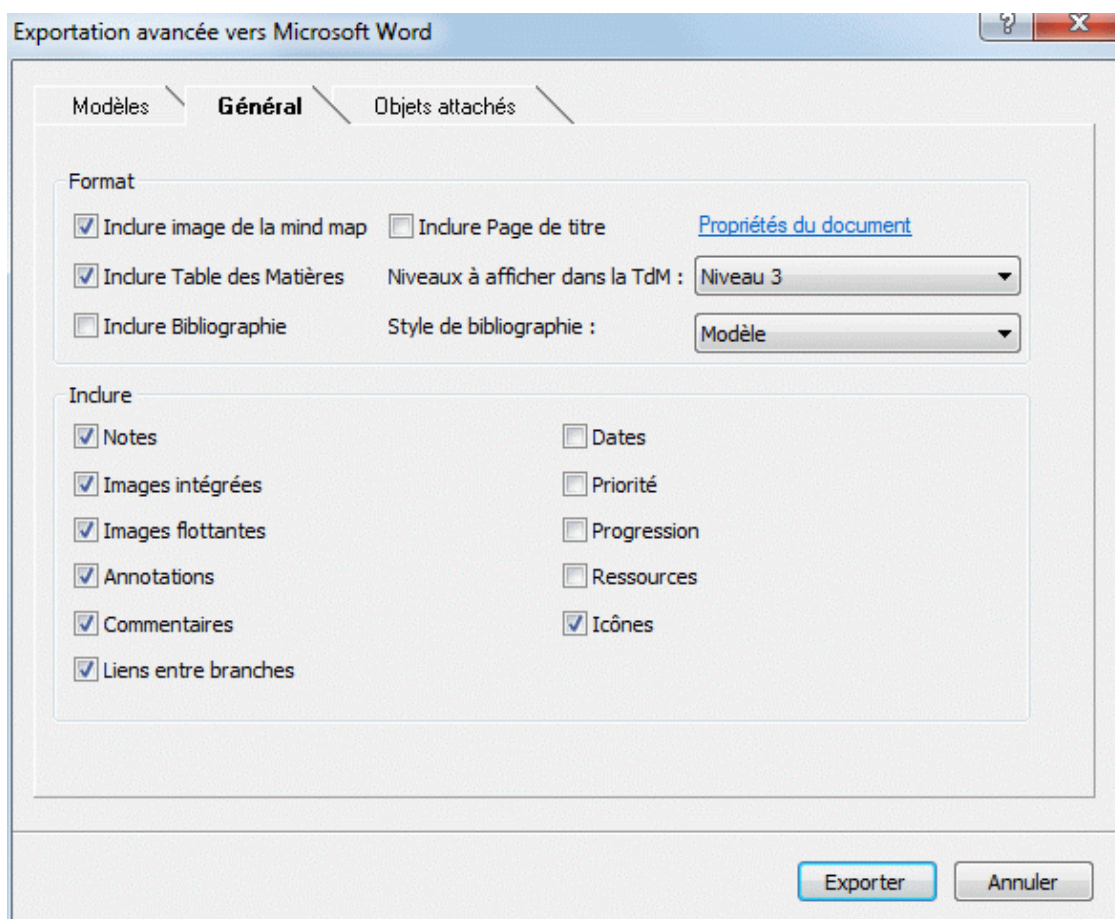 Exportation avancée vers Microsoft Word
? X
Modèles Général Objets attachés
Format
Inclure image de la mind map Inclure Page de titre Propriétés du document
Inclure Table des Matières Niveaux à afficher dans la TdM : Niveau 3
Inclure Bibliographie Style de bibliographie : Modèle
Inclure
Notes Dates
Images intégrées Priorité
Images flottantes Progression
Annotations Ressources
Commentaires Icônes
Liens entre branches
Exporter Annuler